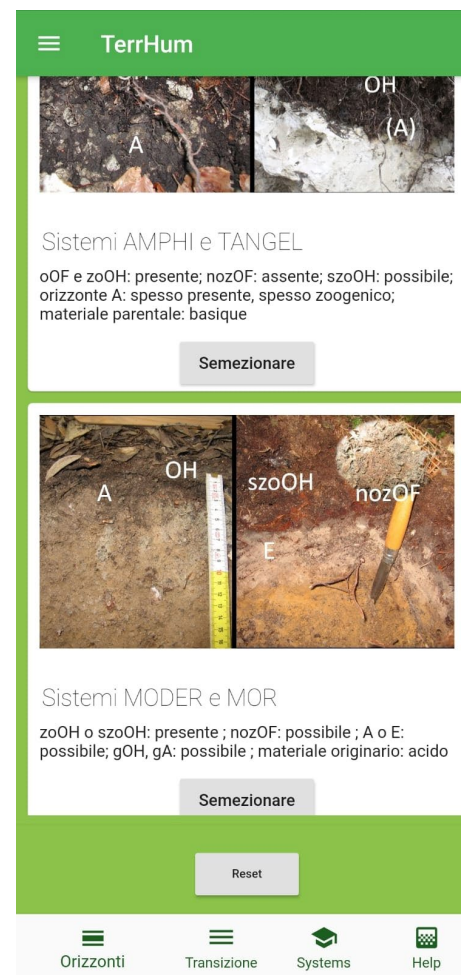 TerrHum
OH
A
(A)
Sistemi AMPHI e TANGEL
oOF e zoOH: presente; nozOF: assente; szoOH: possibile;
orizzonte A: spesso presente, spesso zoogenico;
materiale parentale: basique
Semezionare
OH
A
szoOH
nozOF
E
Sistemi MODER e MOR
zoOH o szoOH: presente ; nozOF: possibile ; A o E:
possibile; gOH, gA: possibile ; materiale originario: acido
Semezionare
Reset
Orizzonti
Transizione
Systems
Help